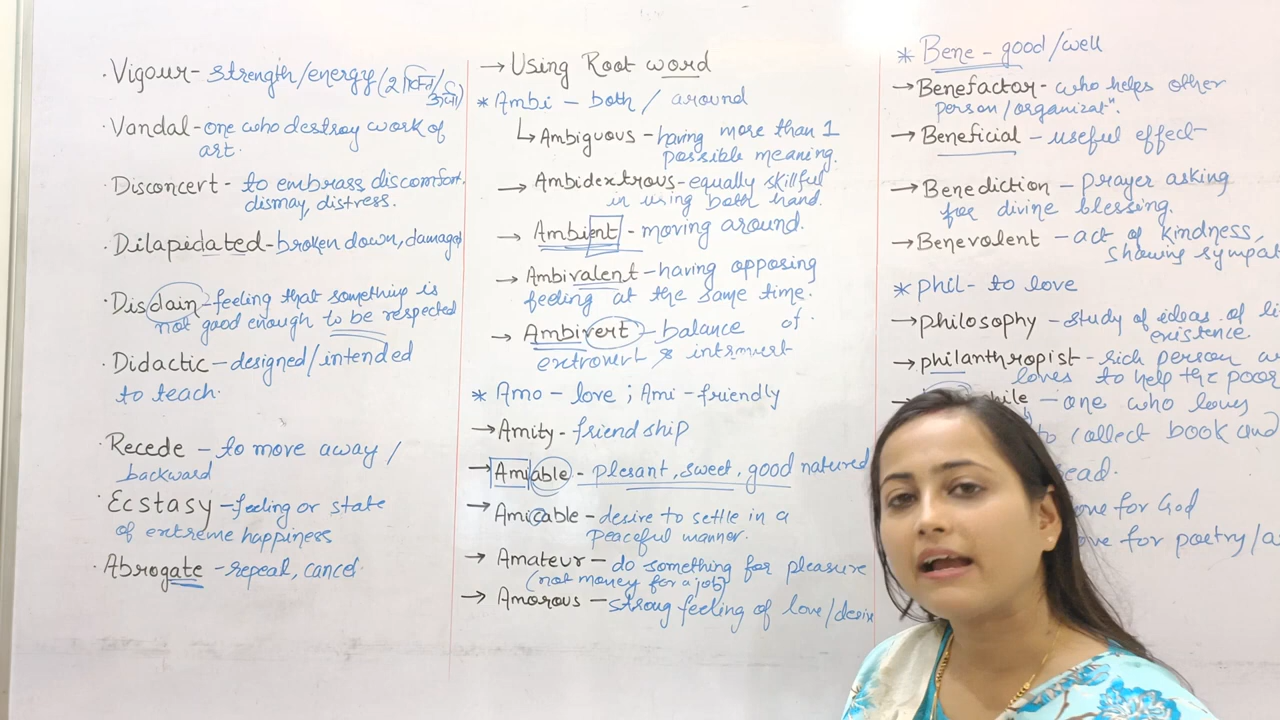 · Vigour - strength/energy (शक्ति/
ऊर्जा)
· Vandal - one who destroy work of
art.
· Disconcert - to embrass discomfort,
dismay, distress.
· Dilapidated - broken down, damaged
· Disdain - feeling that something is
not good enough to be respected
· Didactic - designed/intended
to teach.
· Recede - to move away /
backward
· Ecstasy - feeling or state
of extreme happiness
· Abrogate - repeal, cancel
→ Using Root word
* Ambi - both / around
↳ Ambiguous - having more than 1
possible meaning.
→ Ambidextrous - equally skillful
in using both hand.
→ Ambient - moving around.
→ Ambivalent - having opposing
feeling at the same time.
→ Ambivert - balance of
extrovert & introvert
* Amo - love ; Ami - friendly
→ Amity - friendship
→ Amiable - plesant, sweet, good natured
→ Amicable - desire to settle in a
peaceful manner.
→ Amateur - do something for pleasure
(not money for a job)
→ Amorous - strong feeling of love/desire
* Bene - good/well
→ Benefactor - who helps other
person/organizatⁿ.
→ Beneficial - useful effect
→ Benediction - prayer asking
for divine blessing.
→ Benevolent - act of kindness,
showing sympat
* phil - to love
→ philosophy - study of ideas of li
existence
→ philanthropist - rich person
loves to help the poor
hile - one who loves
to collect book and
ead.
ove for God
ove for poetry/a